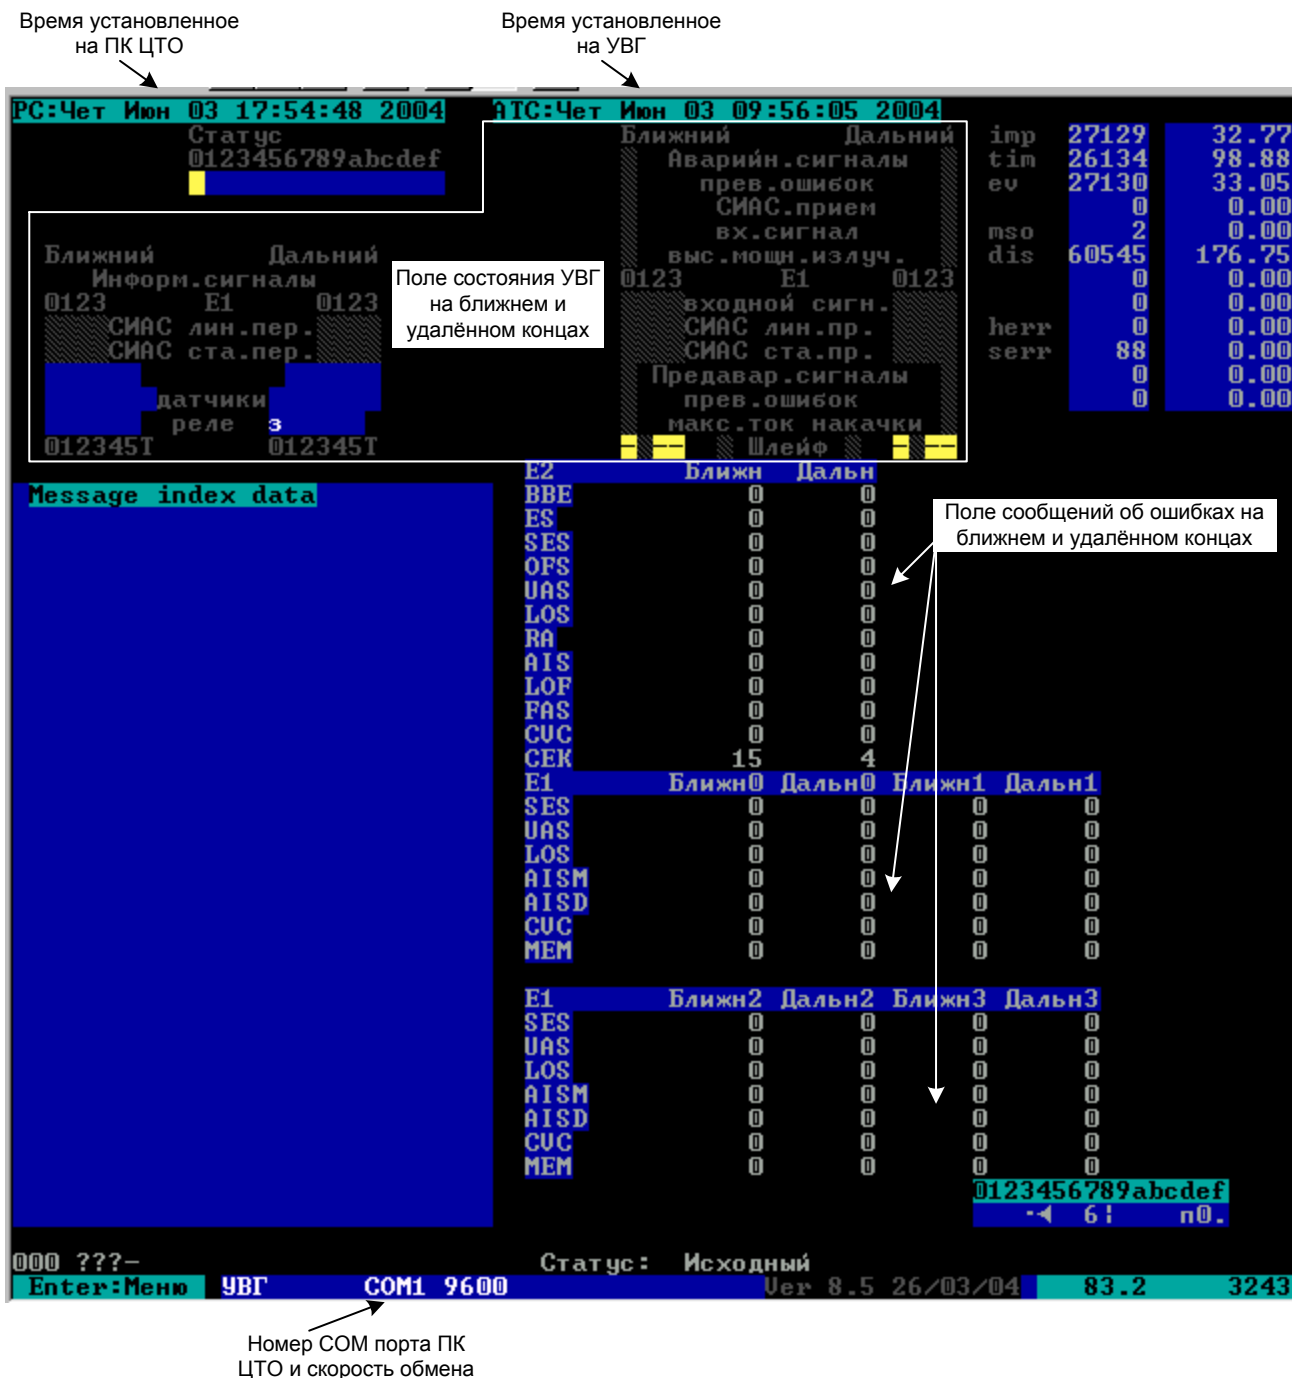 Время установленное
на ПК ЦТО
Время установленное
на УВГ
PC:Чет Июн 03 17:54:48 2004
АТС:Чет Июн 03 09:56:05 2004
Статус
0123456789abcdef
Ближний Дальний
Аварийн.сигналы
прев.ошибок
СИАС.прием
вх.сигнал
выс.мощн.излуч.
0123 E1 0123
входной сигн.
СИАС лин.пр.
СИАС ста.пр.
Предавар.сигналы
прев.ошибок
макс.ток накачки
Шлейф
imp 27129 32.77
tim 26134 98.88
ev 27130 33.05
0 0.00
mso 2 0.00
dis 60545 176.75
0 0.00
0 0.00
herr 0 0.00
serr 88 0.00
0 0.00
0 0.00
Ближний Дальний
Информ.сигналы
0123 E1 0123
СИАС лин.пер.
СИАС ста.пер.
датчики
реле з
012345T 012345T
Поле состояния УВГ
на ближнем и
удалённом концах
Message index data
E2 Ближн Дальн
BBE 0 0
ES 0 0
SES 0 0
OFS 0 0
UAS 0 0
LOS 0 0
RA 0 0
AIS 0 0
LOF 0 0
FAS 0 0
CVC 0 0
СЕК 15 4
Поле сообщений об ошибках на
ближнем и удалённом концах
E1 Ближн0 Дальн0 Ближн1 Дальн1
SES 0 0 0 0
UAS 0 0 0 0
LOS 0 0 0 0
AISM 0 0 0 0
AISD 0 0 0 0
CVC 0 0 0 0
MEM 0 0 0 0
E1 Ближн2 Дальн2 Ближн3 Дальн3
SES 0 0 0 0
UAS 0 0 0 0
LOS 0 0 0 0
AISM 0 0 0 0
AISD 0 0 0 0
CVC 0 0 0 0
MEM 0 0 0 0
0123456789abcdef
6¦ п0.
000 ???-
Статус: Исходный
Enter:Меню УВГ COM1 9600 Ver 8.5 26/03/04 83.2 3243
Номер COM порта ПК
ЦТО и скорость обмена